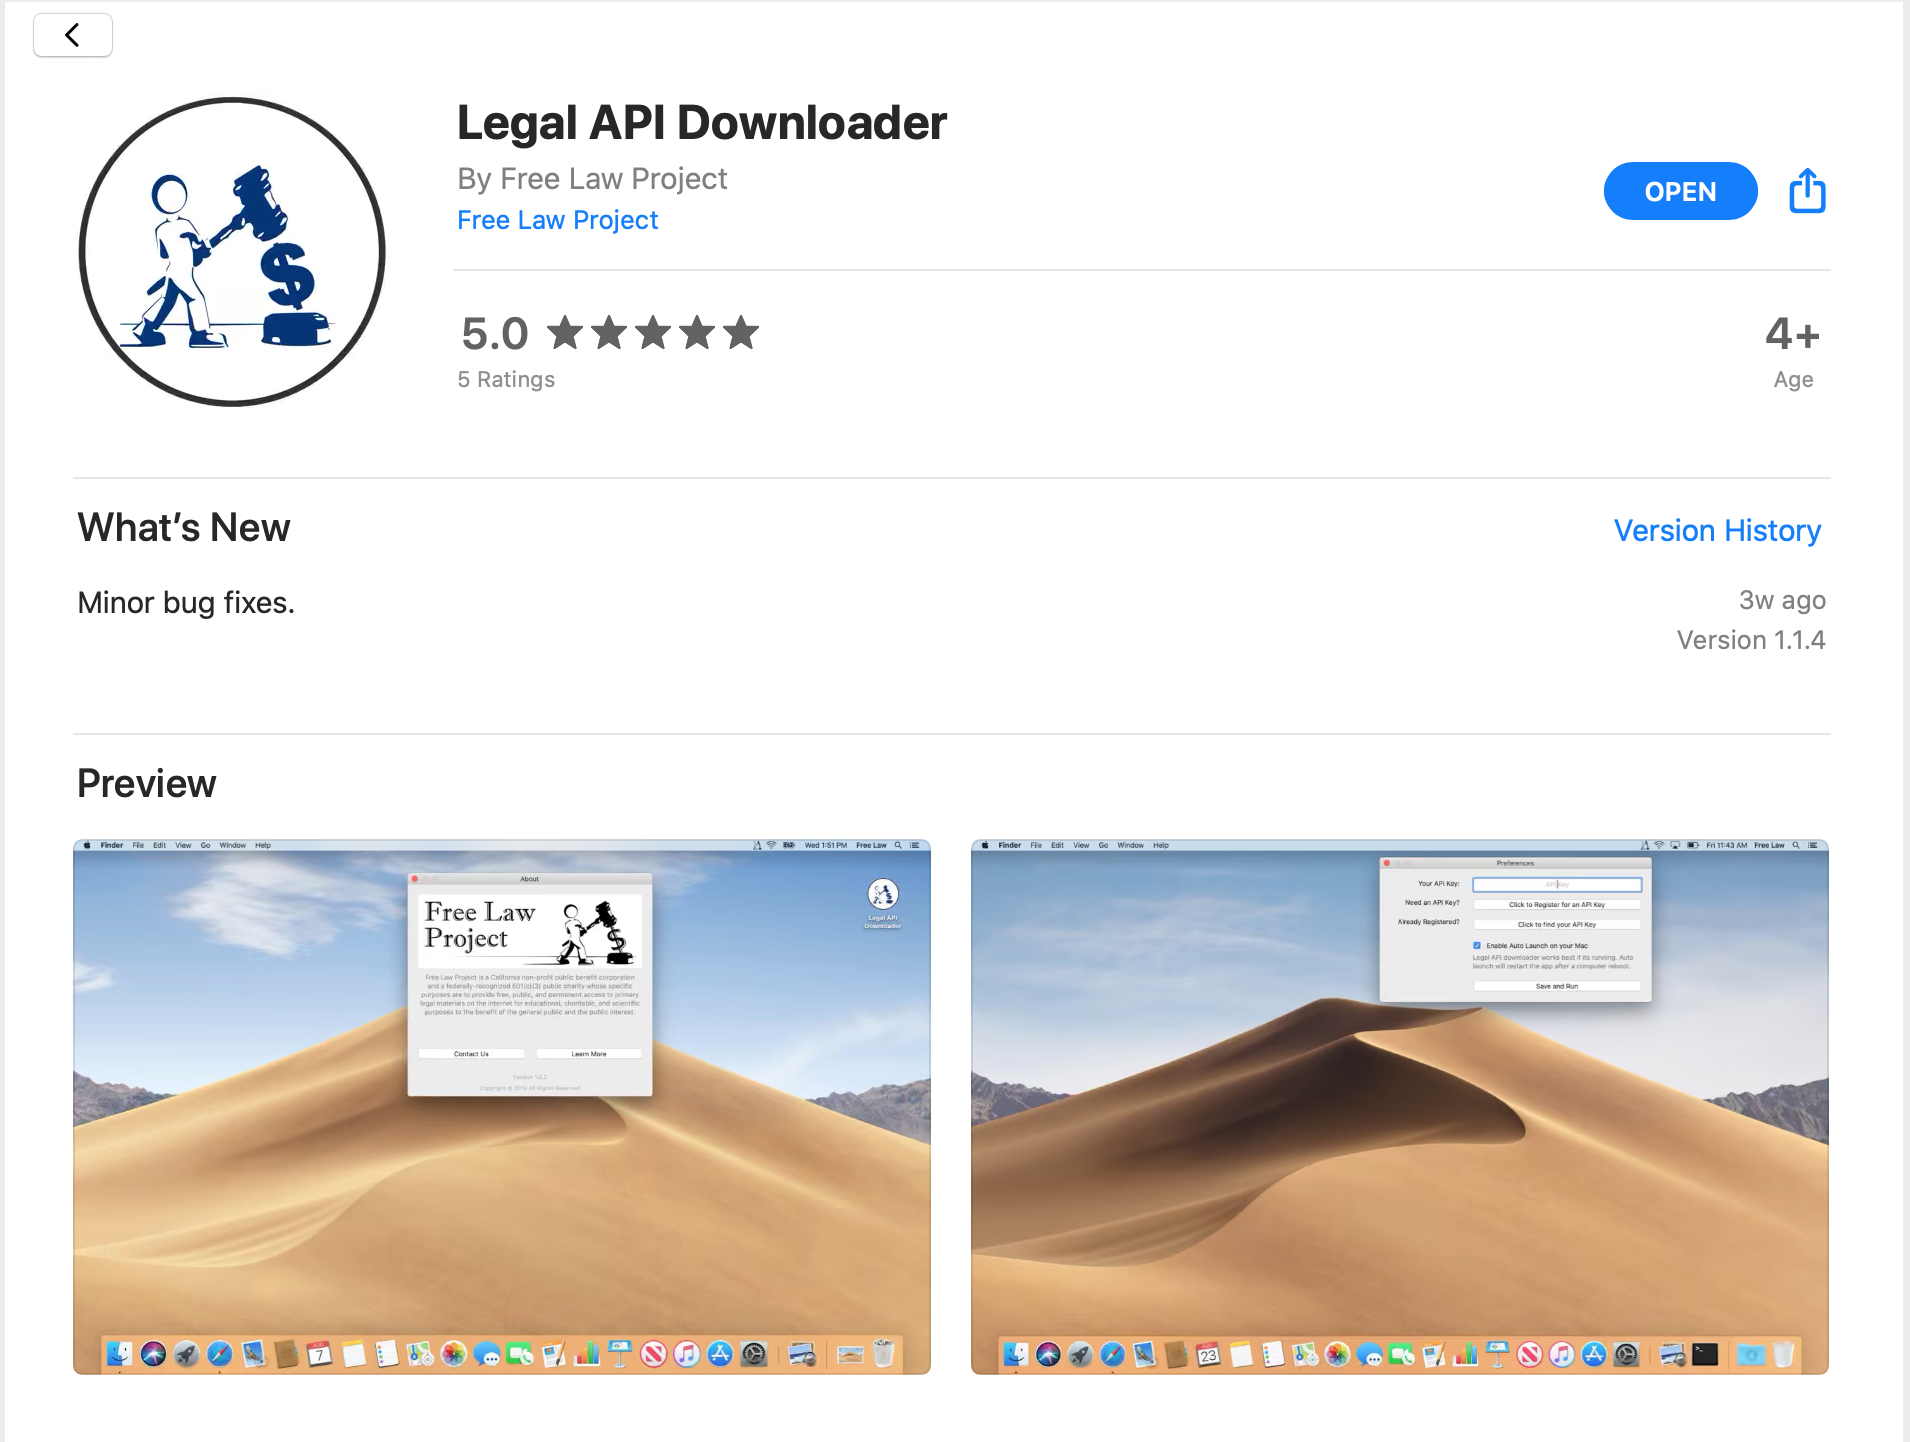 Legal API Downloader
By Free Law Project
Free Law Project
OPEN
5.0
5 Ratings
4+
Age
What's New
Version History
Minor bug fixes.
3w ago
Version 1.1.4
Preview
Finder File Edit View Go Window Help
Wed 1:51 PM Free Law
About
Free Law
Project
Free Law Project is a California non-profit public benefit corporation
and a federally-recognized 501(c)(3) public charity whose specific
purposes are to provide free, public, and permanent access to primary
legal materials on the Internet for educational, charitable, and scientific
purposes to the benefit of the general public and the public interest.
Contact Us
Learn More
Copyright © 2019 All Rights Reserved
Legal API
Downloader
7
Finder File Edit View Go Window Help
Fri 11:43 AM Free Law
Preferences
Your API Key:
API Key
Need an API Key?
Click to Register for an API Key
Already Registered?
Click to find your API Key
Enable Auto Launch on your Mac
Legal API downloader works best if its running. Auto
launch will restart the app after a computer reboot.
Save and Run
23